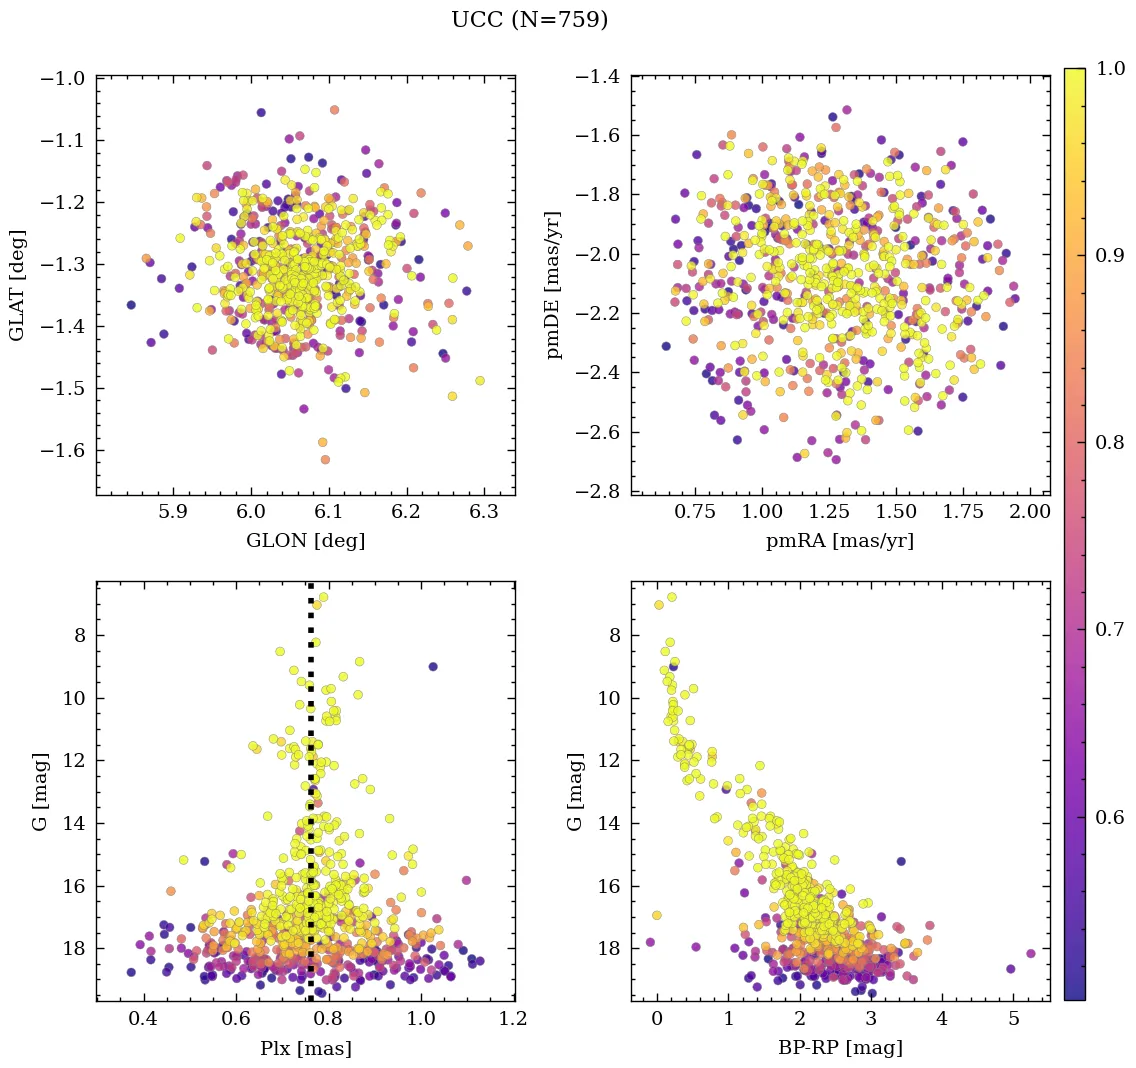 UCC (N=759)
−1.0
−1.1
−1.2
−1.3
−1.4
−1.5
−1.6
GLAT [deg]
5.9 6.0 6.1 6.2 6.3
GLON [deg]
−1.4
−1.6
−1.8
−2.0
−2.2
−2.4
−2.6
−2.8
pmDE [mas/yr]
0.75 1.00 1.25 1.50 1.75 2.00
pmRA [mas/yr]
8
10
12
14
16
18
G [mag]
0.4 0.6 0.8 1.0 1.2
Plx [mas]
8
10
12
14
16
18
G [mag]
0 1 2 3 4 5
BP-RP [mag]
1.0
0.9
0.8
0.7
0.6